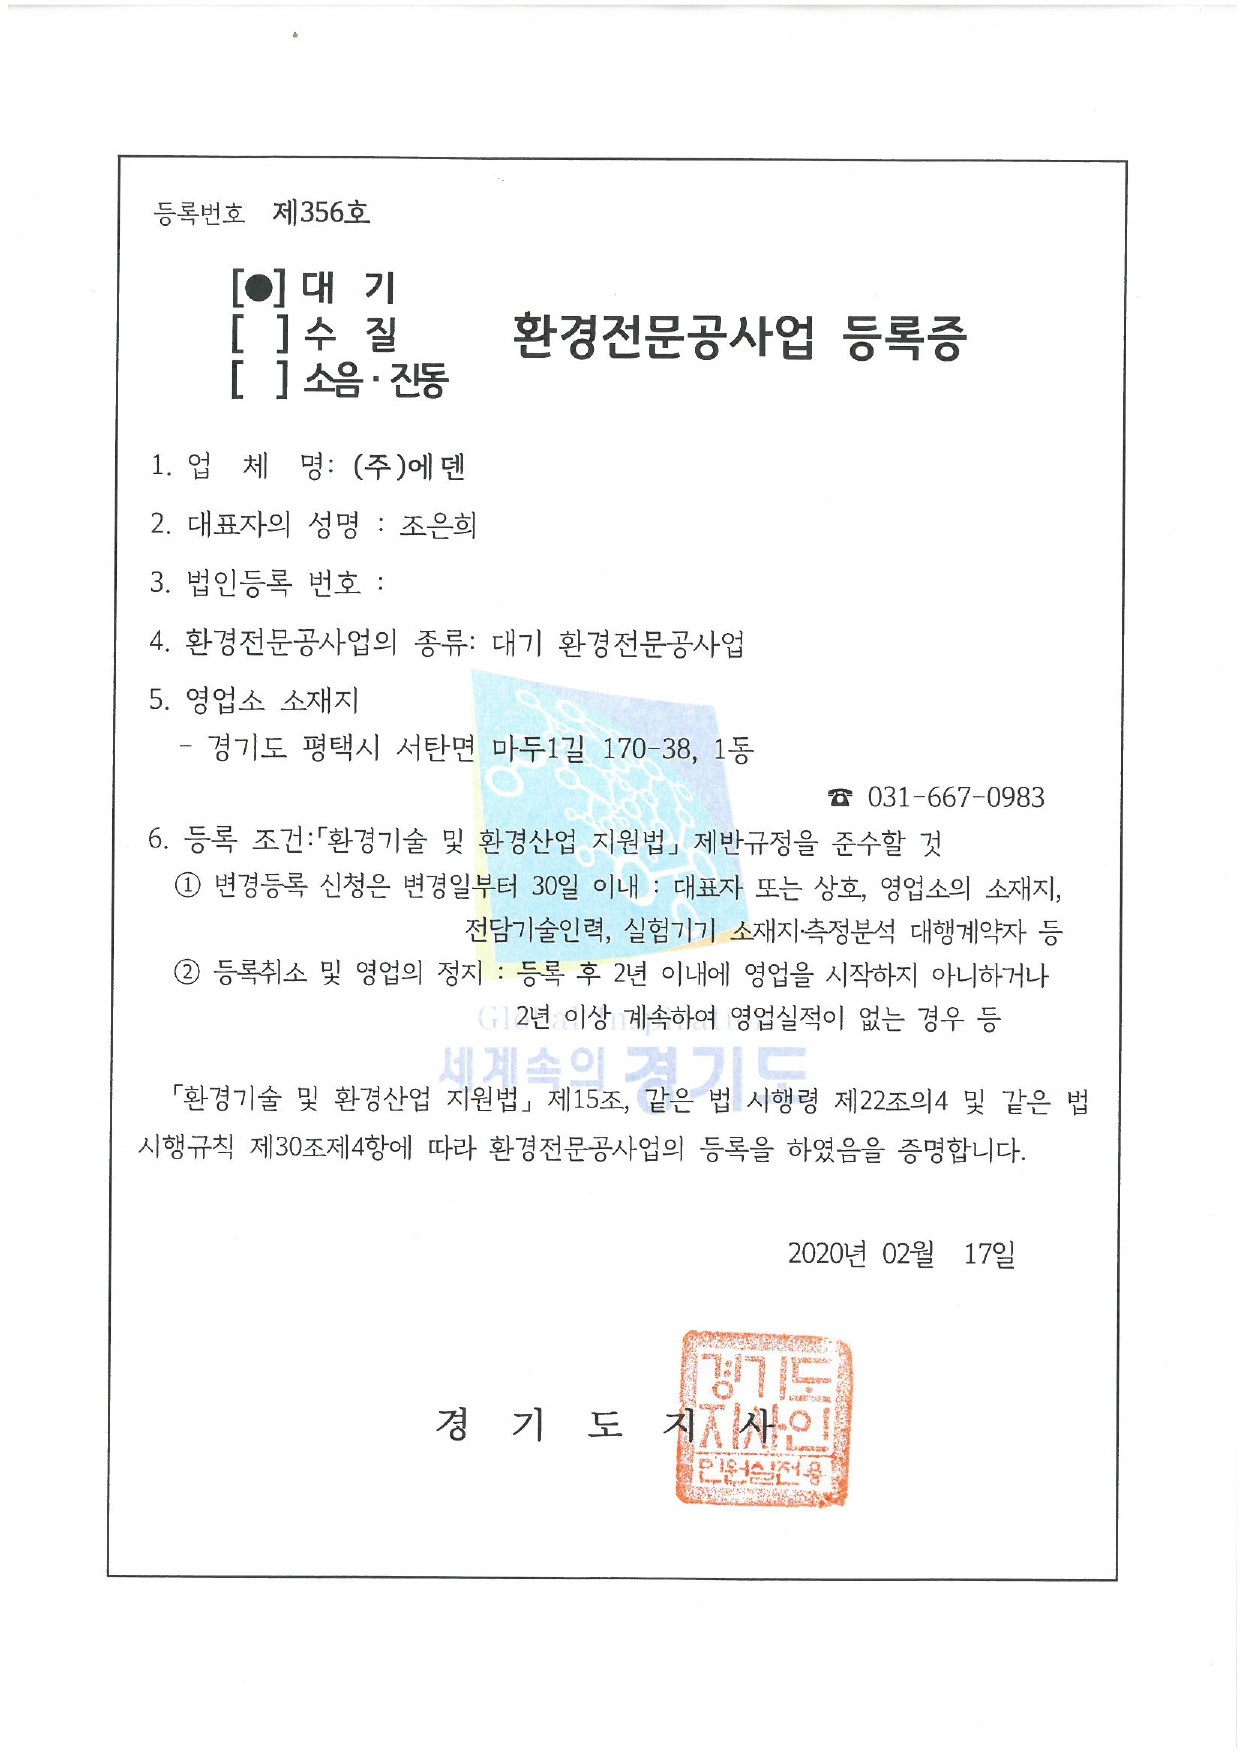 등록번호 제356호
[●] 대 기
[ ] 수 질
환경전문공사업 등록증
[ ] 소음·진동
1. 업 체 명: (주)에덴
2. 대표자의 성명 : 조은희
3. 법인등록 번호 :
4. 환경전문공사업의 종류: 대기 환경전문공사업
5. 영업소 소재지
- 경기도 평택시 서탄면 마두1길 170-38, 1동
☎ 031-667-0983
6. 등록 조건:「환경기술 및 환경산업 지원법」 제반규정을 준수할 것
① 변경등록 신청은 변경일부터 30일 이내 : 대표자 또는 상호, 영업소의 소재지,
전담기술인력, 실험기기 소재지·측정분석 대행계약자 등
② 등록취소 및 영업의 정지 : 등록 후 2년 이내에 영업을 시작하지 아니하거나
2년 이상 계속하여 영업실적이 없는 경우 등
Global Inspiration
세계속의 경기도
「환경기술 및 환경산업 지원법」 제15조, 같은 법 시행령 제22조의4 및 같은 법
시행규칙 제30조제4항에 따라 환경전문공사업의 등록을 하였음을 증명합니다.
2020년 02월 17일
경 기 도 지 사
경기도
지사인
민원실전용